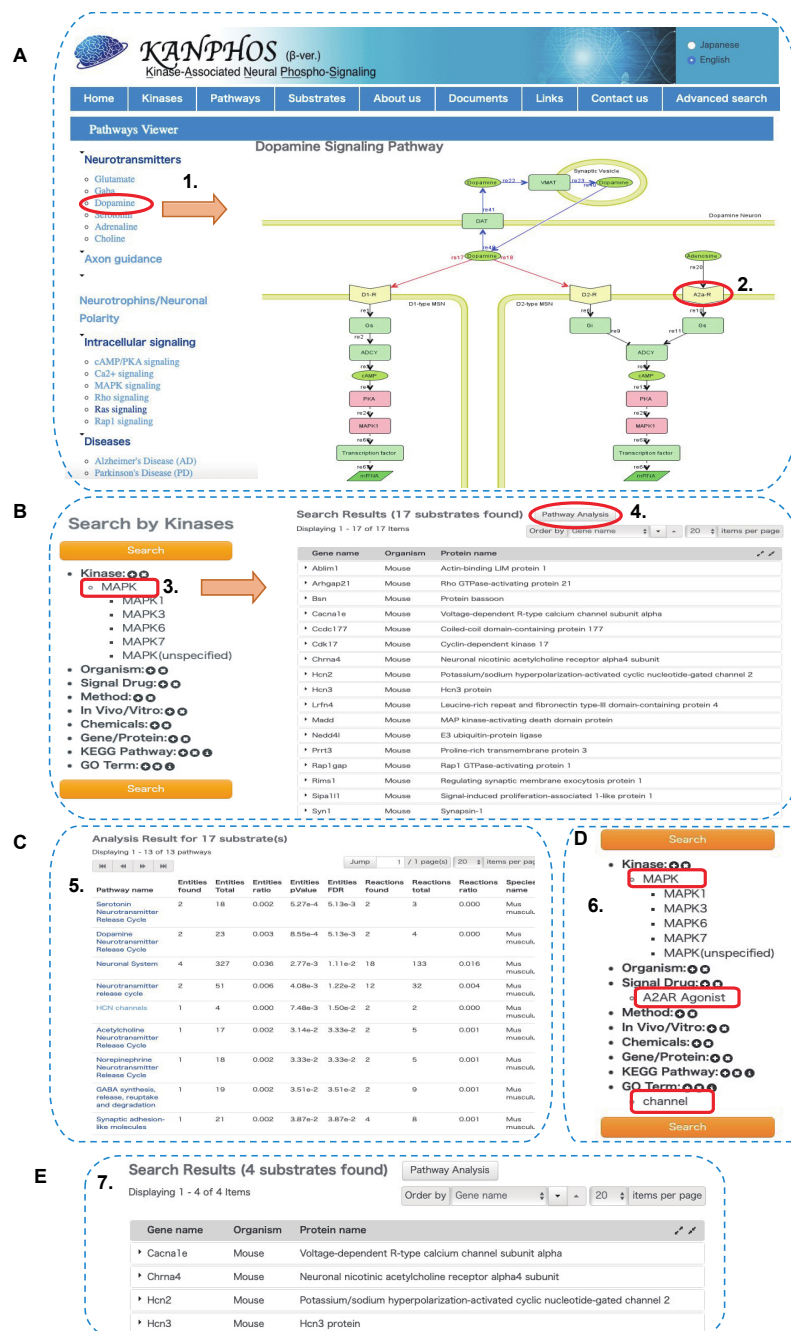 A
KANPHOS (β-ver.)
Kinase-Associated Neural Phospho-Signaling
Japanese
English
Home Kinases Pathways Substrates About us Documents Links Contact us Advanced search
Pathways Viewer
Neurotransmitters
Glutamate
Gaba
Dopamine
Serotonin
Adrenaline
Choline
Axon guidance
Neurotrophins/Neuronal
Polarity
Intracellular signaling
cAMP/PKA signaling
Ca2+ signaling
MAPK signaling
Rho signaling
Ras signaling
Rap1 signaling
Diseases
Alzheimer's Disease (AD)
Parkinson's Disease (PD)
1.
Dopamine Signaling Pathway
Synaptic Vesicle
Dopamine re22 VMAT re23 Dopamine
re41
DAT
Dopamine Neuron
re17 Dopamine re18
Adenosine
re20
2.
D1-R D1-type MSN D2-type MSN D2-R A2a-R
Gs Gi re9 re11 Gs
re2
ADCY ADCY
cAMP cAMP
PKA PKA
MAPK1 MAPK1
Transcription factor Transcription factor
mRNA mRNA
B
Search by Kinases
Search
Kinase:
MAPK
3.
MAPK1
MAPK3
MAPK6
MAPK7
MAPK(unspecified)
Organism:
Signal Drug:
Method:
In Vivo/Vitro:
Chemicals:
Gene/Protein:
KEGG Pathway:
GO Term:
Search
Search Results (17 substrates found) Pathway Analysis 4.
Displaying 1 - 17 of 17 Items Order by Gene name 20 items per page
Gene name Organism Protein name
Ablim1 Mouse Actin-binding LIM protein 1
Arhgap21 Mouse Rho GTPase-activating protein 21
Bsn Mouse Protein bassoon
Cacna1e Mouse Voltage-dependent R-type calcium channel subunit alpha
Ccdc177 Mouse Coiled-coil domain-containing protein 177
Cdk17 Mouse Cyclin-dependent kinase 17
Chrna4 Mouse Neuronal nicotinic acetylcholine receptor alpha4 subunit
Hcn2 Mouse Potassium/sodium hyperpolarization-activated cyclic nucleotide-gated channel 2
Hcn3 Mouse Hcn3 protein
Lrfn4 Mouse Leucine-rich repeat and fibronectin type-III domain-containing protein 4
Madd Mouse MAP kinase-activating death domain protein
Nedd4l Mouse E3 ubiquitin-protein ligase
Prrt3 Mouse Proline-rich transmembrane protein 3
Rap1gap Mouse Rap1 GTPase-activating protein 1
Rims1 Mouse Regulating synaptic membrane exocytosis protein 1
Sipa1l1 Mouse Signal-induced proliferation-associated 1-like protein 1
Syn1 Mouse Synapsin-1
C
Analysis Result for 17 substrate(s)
Displaying 1 - 13 of 13 pathways
Jump 1 / 1 page(s) 20 items per pag
5.
Pathway name Entities found Entities Total Entities ratio Entities pValue Entities FDR Reactions found Reactions total Reactions ratio Species name
Serotonin Neurotransmitter Release Cycle 2 18 0.002 5.27e-4 5.13e-3 2 3 0.000 Mus muscul
Dopamine Neurotransmitter Release Cycle 2 23 0.003 8.55e-4 5.13e-3 2 4 0.000 Mus muscul
Neuronal System 4 327 0.036 2.77e-3 1.11e-2 18 133 0.016 Mus muscul
Neurotransmitter release cycle 2 51 0.006 4.08e-3 1.22e-2 12 32 0.004 Mus muscul
HCN channels 1 4 0.000 7.48e-3 1.50e-2 2 2 0.000 Mus muscul
Acetylcholine Neurotransmitter Release Cycle 1 17 0.002 3.14e-2 3.33e-2 2 5 0.001 Mus muscul
Norepinephrine Neurotransmitter Release Cycle 1 18 0.002 3.33e-2 3.33e-2 2 5 0.001 Mus muscul
GABA synthesis, release, reuptake and degradation 1 19 0.002 3.51e-2 3.51e-2 2 9 0.001 Mus muscul
Synaptic adhesion-like molecules 1 21 0.002 3.87e-2 3.87e-2 4 8 0.001 Mus muscul
D
Search
6.
Kinase:
MAPK
MAPK1
MAPK3
MAPK6
MAPK7
MAPK(unspecified)
Organism:
Signal Drug:
A2AR Agonist
Method:
In Vivo/Vitro:
Chemicals:
Gene/Protein:
KEGG Pathway:
GO Term:
channel
Search
E
7.
Search Results (4 substrates found) Pathway Analysis
Displaying 1 - 4 of 4 Items Order by Gene name 20 items per page
Gene name Organism Protein name
Cacna1e Mouse Voltage-dependent R-type calcium channel subunit alpha
Chrna4 Mouse Neuronal nicotinic acetylcholine receptor alpha4 subunit
Hcn2 Mouse Potassium/sodium hyperpolarization-activated cyclic nucleotide-gated channel 2
Hcn3 Mouse Hcn3 protein